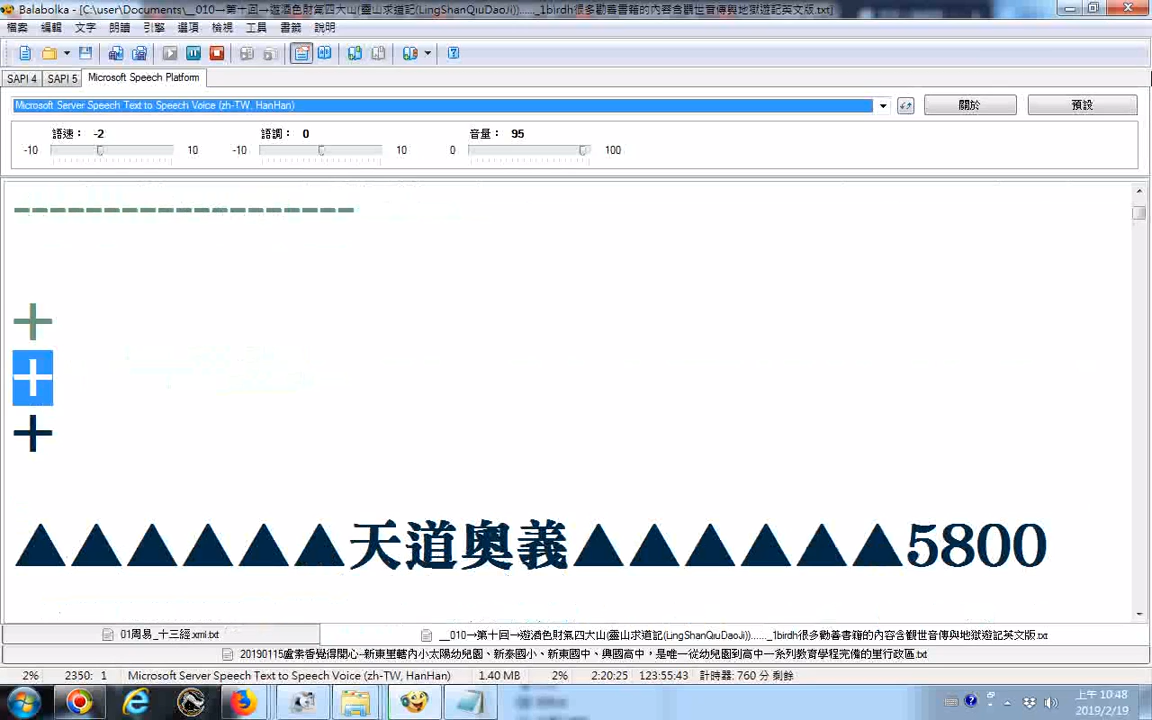 Balabolka - [C:\user\Documents\__010→第十回→遊酒色財氣四大山(靈山求道記(LingShanQiuDaoJi))......_1birdh很多勸善書籍的內容含觀世音傳與地獄遊記英文版.txt]
檔案 編輯 文字 朗讀 引擎 選項 檢視 工具 書籤 說明
SAPI 4 SAPI 5 Microsoft Speech Platform
Microsoft Server Speech Text to Speech Voice (zh-TW, HanHan) 關於 預設
語速： -2 語調： 0 音量： 95
-10 10 -10 10 0 100
-------------------
＋
＋
＋
▲▲▲▲▲▲天道奧義▲▲▲▲▲▲5800
01周易_十三經.xml.txt __010→第十回→遊酒色財氣四大山(靈山求道記(LingShanQiuDaoJi))......_1birdh很多勸善書籍的內容含觀世音傳與地獄遊記英文版.txt
20190115盧素香覺得開心--新東里轄內小太陽幼兒園、新泰國小、新東國中、興國高中，是唯一從幼兒園到高中一系列教育學程完備的里行政區.txt
2% 2350: 1 Microsoft Server Speech Text to Speech Voice (zh-TW, HanHan) 1.40 MB 2% 2:20:25 123:55:43 計時器: 760 分 剩餘
上午 10:48
2019/2/19